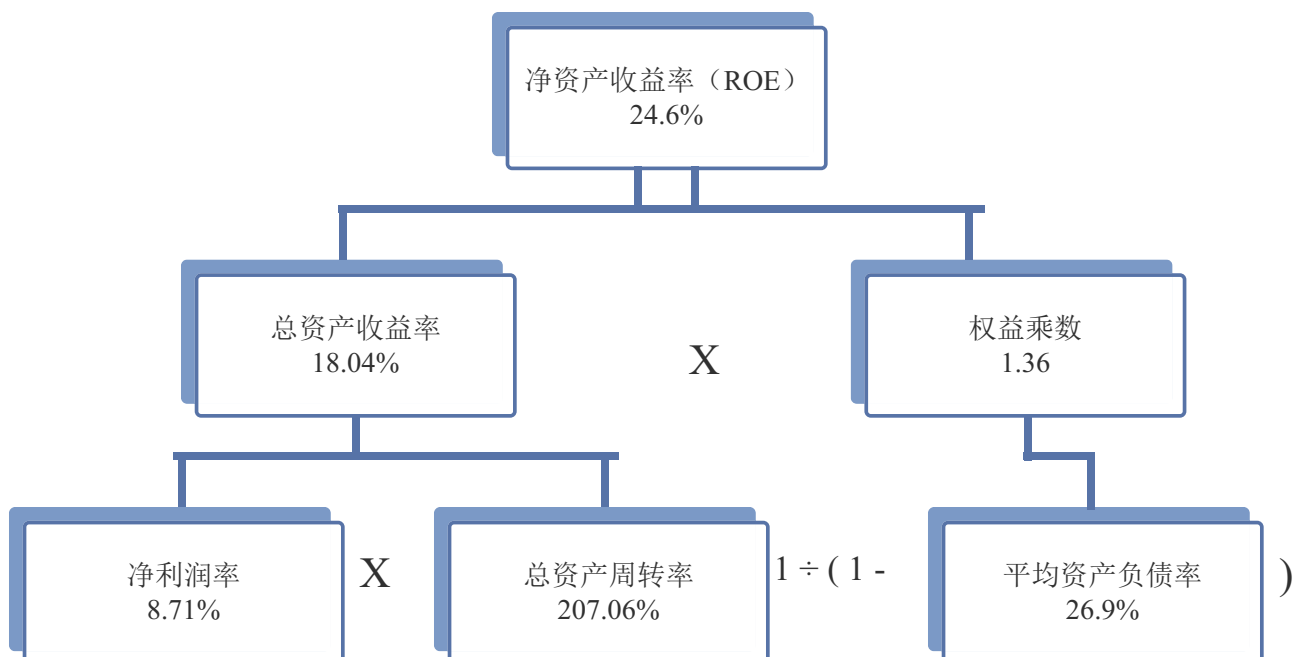 净资产收益率（ROE）
24.6%
总资产收益率
18.04%
X
权益乘数
1.36
净利润率
8.71%
X
总资产周转率
207.06%
1 ÷ ( 1 -
平均资产负债率
26.9%
)